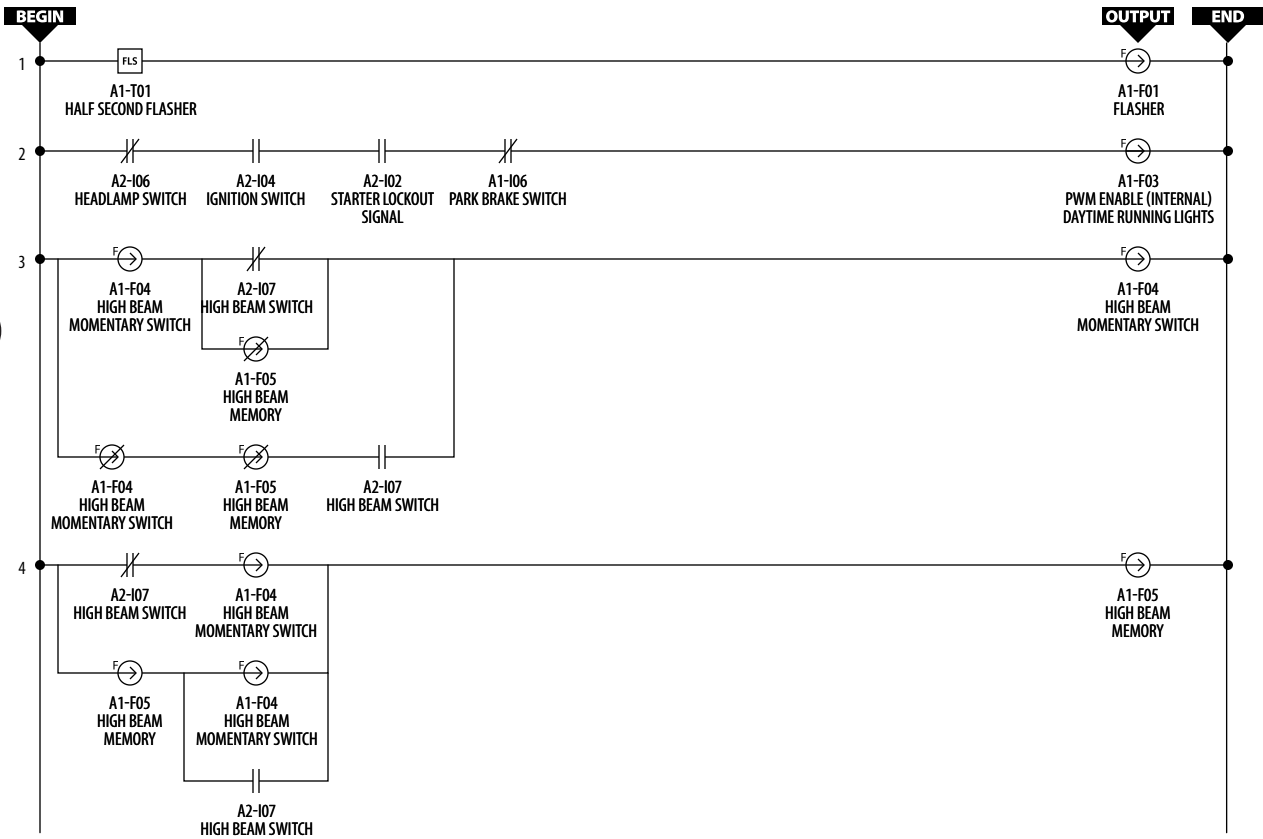 BEGIN
OUTPUT
END
1
FLS
A1-T01
HALF SECOND FLASHER
F
A1-F01
FLASHER
2
A2-I06
HEADLAMP SWITCH
A2-I04
IGNITION SWITCH
A2-I02
STARTER LOCKOUT
SIGNAL
A1-I06
PARK BRAKE SWITCH
F
A1-F03
PWM ENABLE (INTERNAL)
DAYTIME RUNNING LIGHTS
3
F
A1-F04
HIGH BEAM
MOMENTARY SWITCH
A2-I07
HIGH BEAM SWITCH
F
A1-F04
HIGH BEAM
MOMENTARY SWITCH
F
A1-F05
HIGH BEAM
MEMORY
F
A1-F04
HIGH BEAM
MOMENTARY SWITCH
F
A1-F05
HIGH BEAM
MEMORY
A2-I07
HIGH BEAM SWITCH
4
A2-I07
HIGH BEAM SWITCH
F
A1-F04
HIGH BEAM
MOMENTARY SWITCH
F
A1-F05
HIGH BEAM
MEMORY
F
A1-F05
HIGH BEAM
MEMORY
F
A1-F04
HIGH BEAM
MOMENTARY SWITCH
A2-I07
HIGH BEAM SWITCH